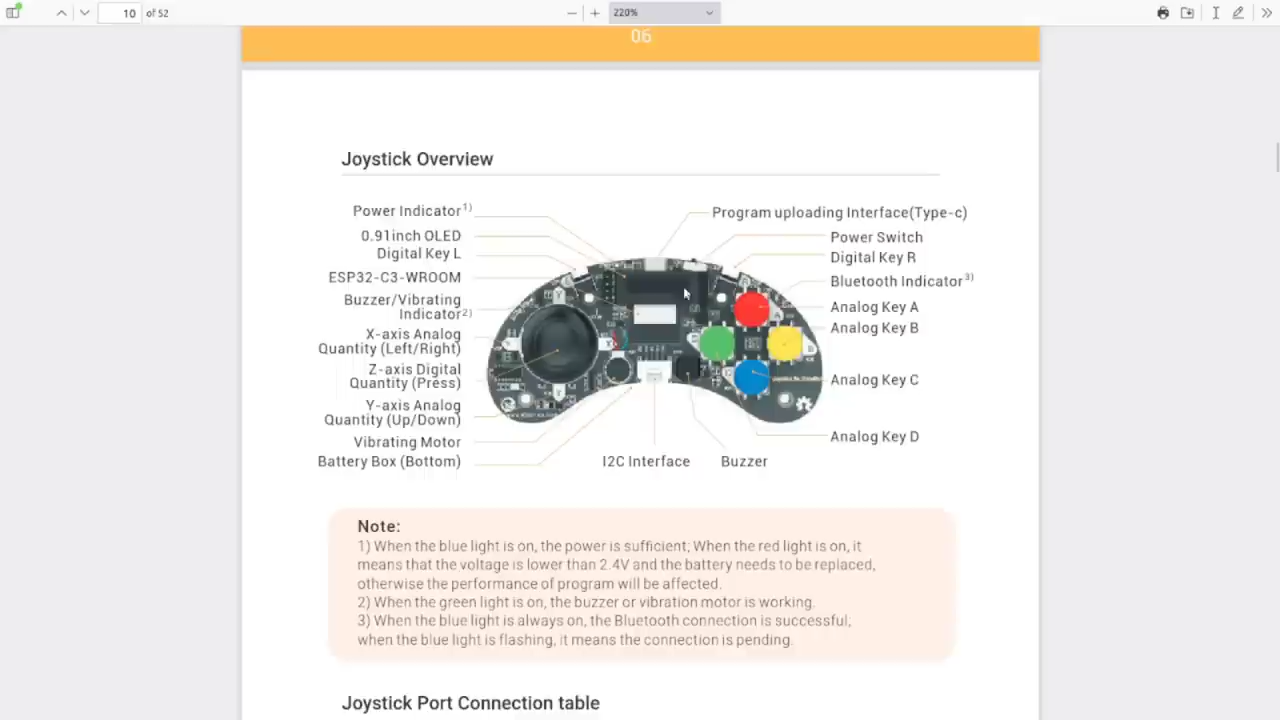 10 of 52
220%
06
Joystick Overview
Power Indicator1)
0.91inch OLED
Digital Key L
ESP32-C3-WROOM
Buzzer/Vibrating
Indicator2)
X-axis Analog
Quantity (Left/Right)
Z-axis Digital
Quantity (Press)
Y-axis Analog
Quantity (Up/Down)
Vibrating Motor
Battery Box (Bottom)
I2C Interface
Buzzer
Program uploading Interface(Type-c)
Power Switch
Digital Key R
Bluetooth Indicator3)
Analog Key A
Analog Key B
Analog Key C
Analog Key D
Note:
1) When the blue light is on, the power is sufficient; When the red light is on, it
means that the voltage is lower than 2.4V and the battery needs to be replaced,
otherwise the performance of program will be affected.
2) When the green light is on, the buzzer or vibration motor is working.
3) When the blue light is always on, the Bluetooth connection is successful;
when the blue light is flashing, it means the connection is pending.
Joystick Port Connection table